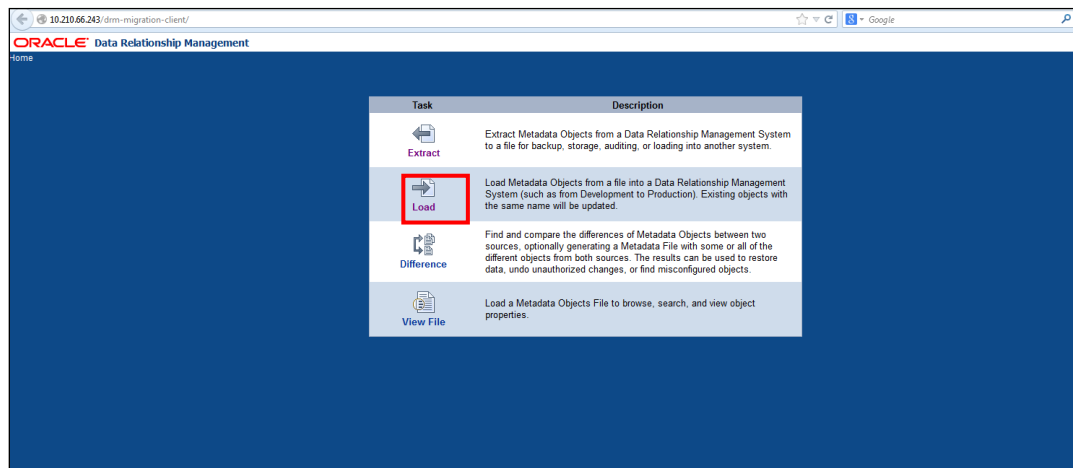 10.210.66.243/drm-migration-client/
Google
ORACLE Data Relationship Management
Home
Task Description
Extract
Extract Metadata Objects from a Data Relationship Management System
to a file for backup, storage, auditing, or loading into another system.
Load
Load Metadata Objects from a file into a Data Relationship Management
System (such as from Development to Production). Existing objects with
the same name will be updated.
Difference
Find and compare the differences of Metadata Objects between two
sources, optionally generating a Metadata File with some or all of the
different objects from both sources. The results can be used to restore
data, undo unauthorized changes, or find misconfigured objects.
View File
Load a Metadata Objects File to browse, search, and view object
properties.